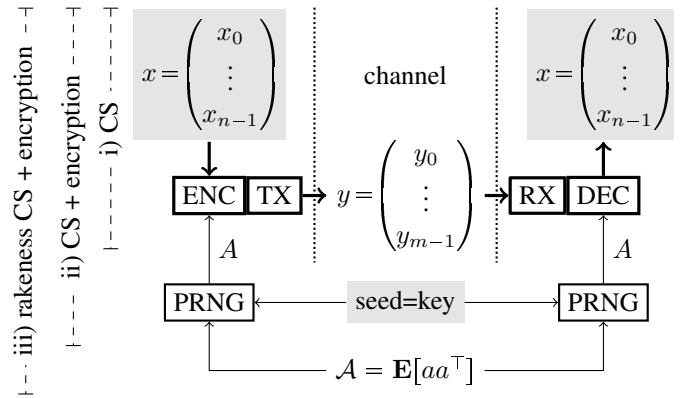 iii) rakeness CS + encryption
ii) CS + encryption
i) CS
x = (x_0 ⋮ x_{n−1})
channel
x = (x_0 ⋮ x_{n−1})
ENC TX
y = (y_0 ⋮ y_{m−1})
RX DEC
A
A
PRNG
seed=key
PRNG
𝒜 = E[aa^⊤]